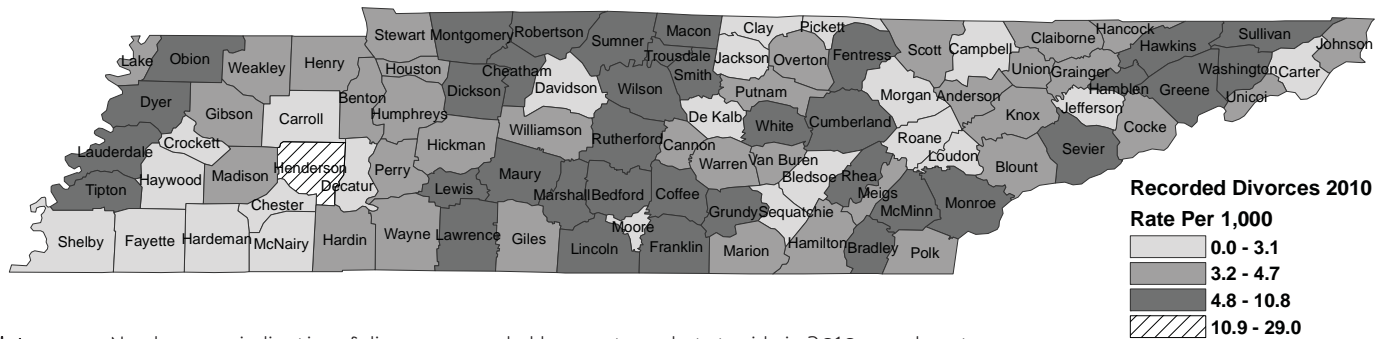 Stewart
Montgomery
Robertson
Sumner
Macon
Clay
Pickett
Scott
Campbell
Claiborne
Hancock
Hawkins
Sullivan
Johnson
Lake
Obion
Weakley
Henry
Houston
Cheatham
Trousdale
Smith
Jackson
Overton
Fentress
Union
Grainger
Washington
Carter
Dyer
Gibson
Carroll
Benton
Humphreys
Dickson
Davidson
Wilson
Putnam
Morgan
Anderson
Knox
Jefferson
Hamblen
Greene
Unicoi
Crockett
Williamson
Rutherford
De Kalb
White
Cumberland
Roane
Cocke
Lauderdale
Haywood
Madison
Henderson
Decatur
Perry
Hickman
Cannon
Warren
Van Buren
Bledsoe
Rhea
Loudon
Blount
Sevier
Tipton
Chester
Lewis
Maury
Marshall
Bedford
Coffee
Grundy
Sequatchie
Meigs
McMinn
Monroe
Shelby
Fayette
Hardeman
McNairy
Hardin
Wayne
Lawrence
Giles
Lincoln
Moore
Franklin
Marion
Hamilton
Bradley
Polk
Recorded Divorces 2010
Rate Per 1,000
0.0 - 3.1
3.2 - 4.7
4.8 - 10.8
10.9 - 29.0